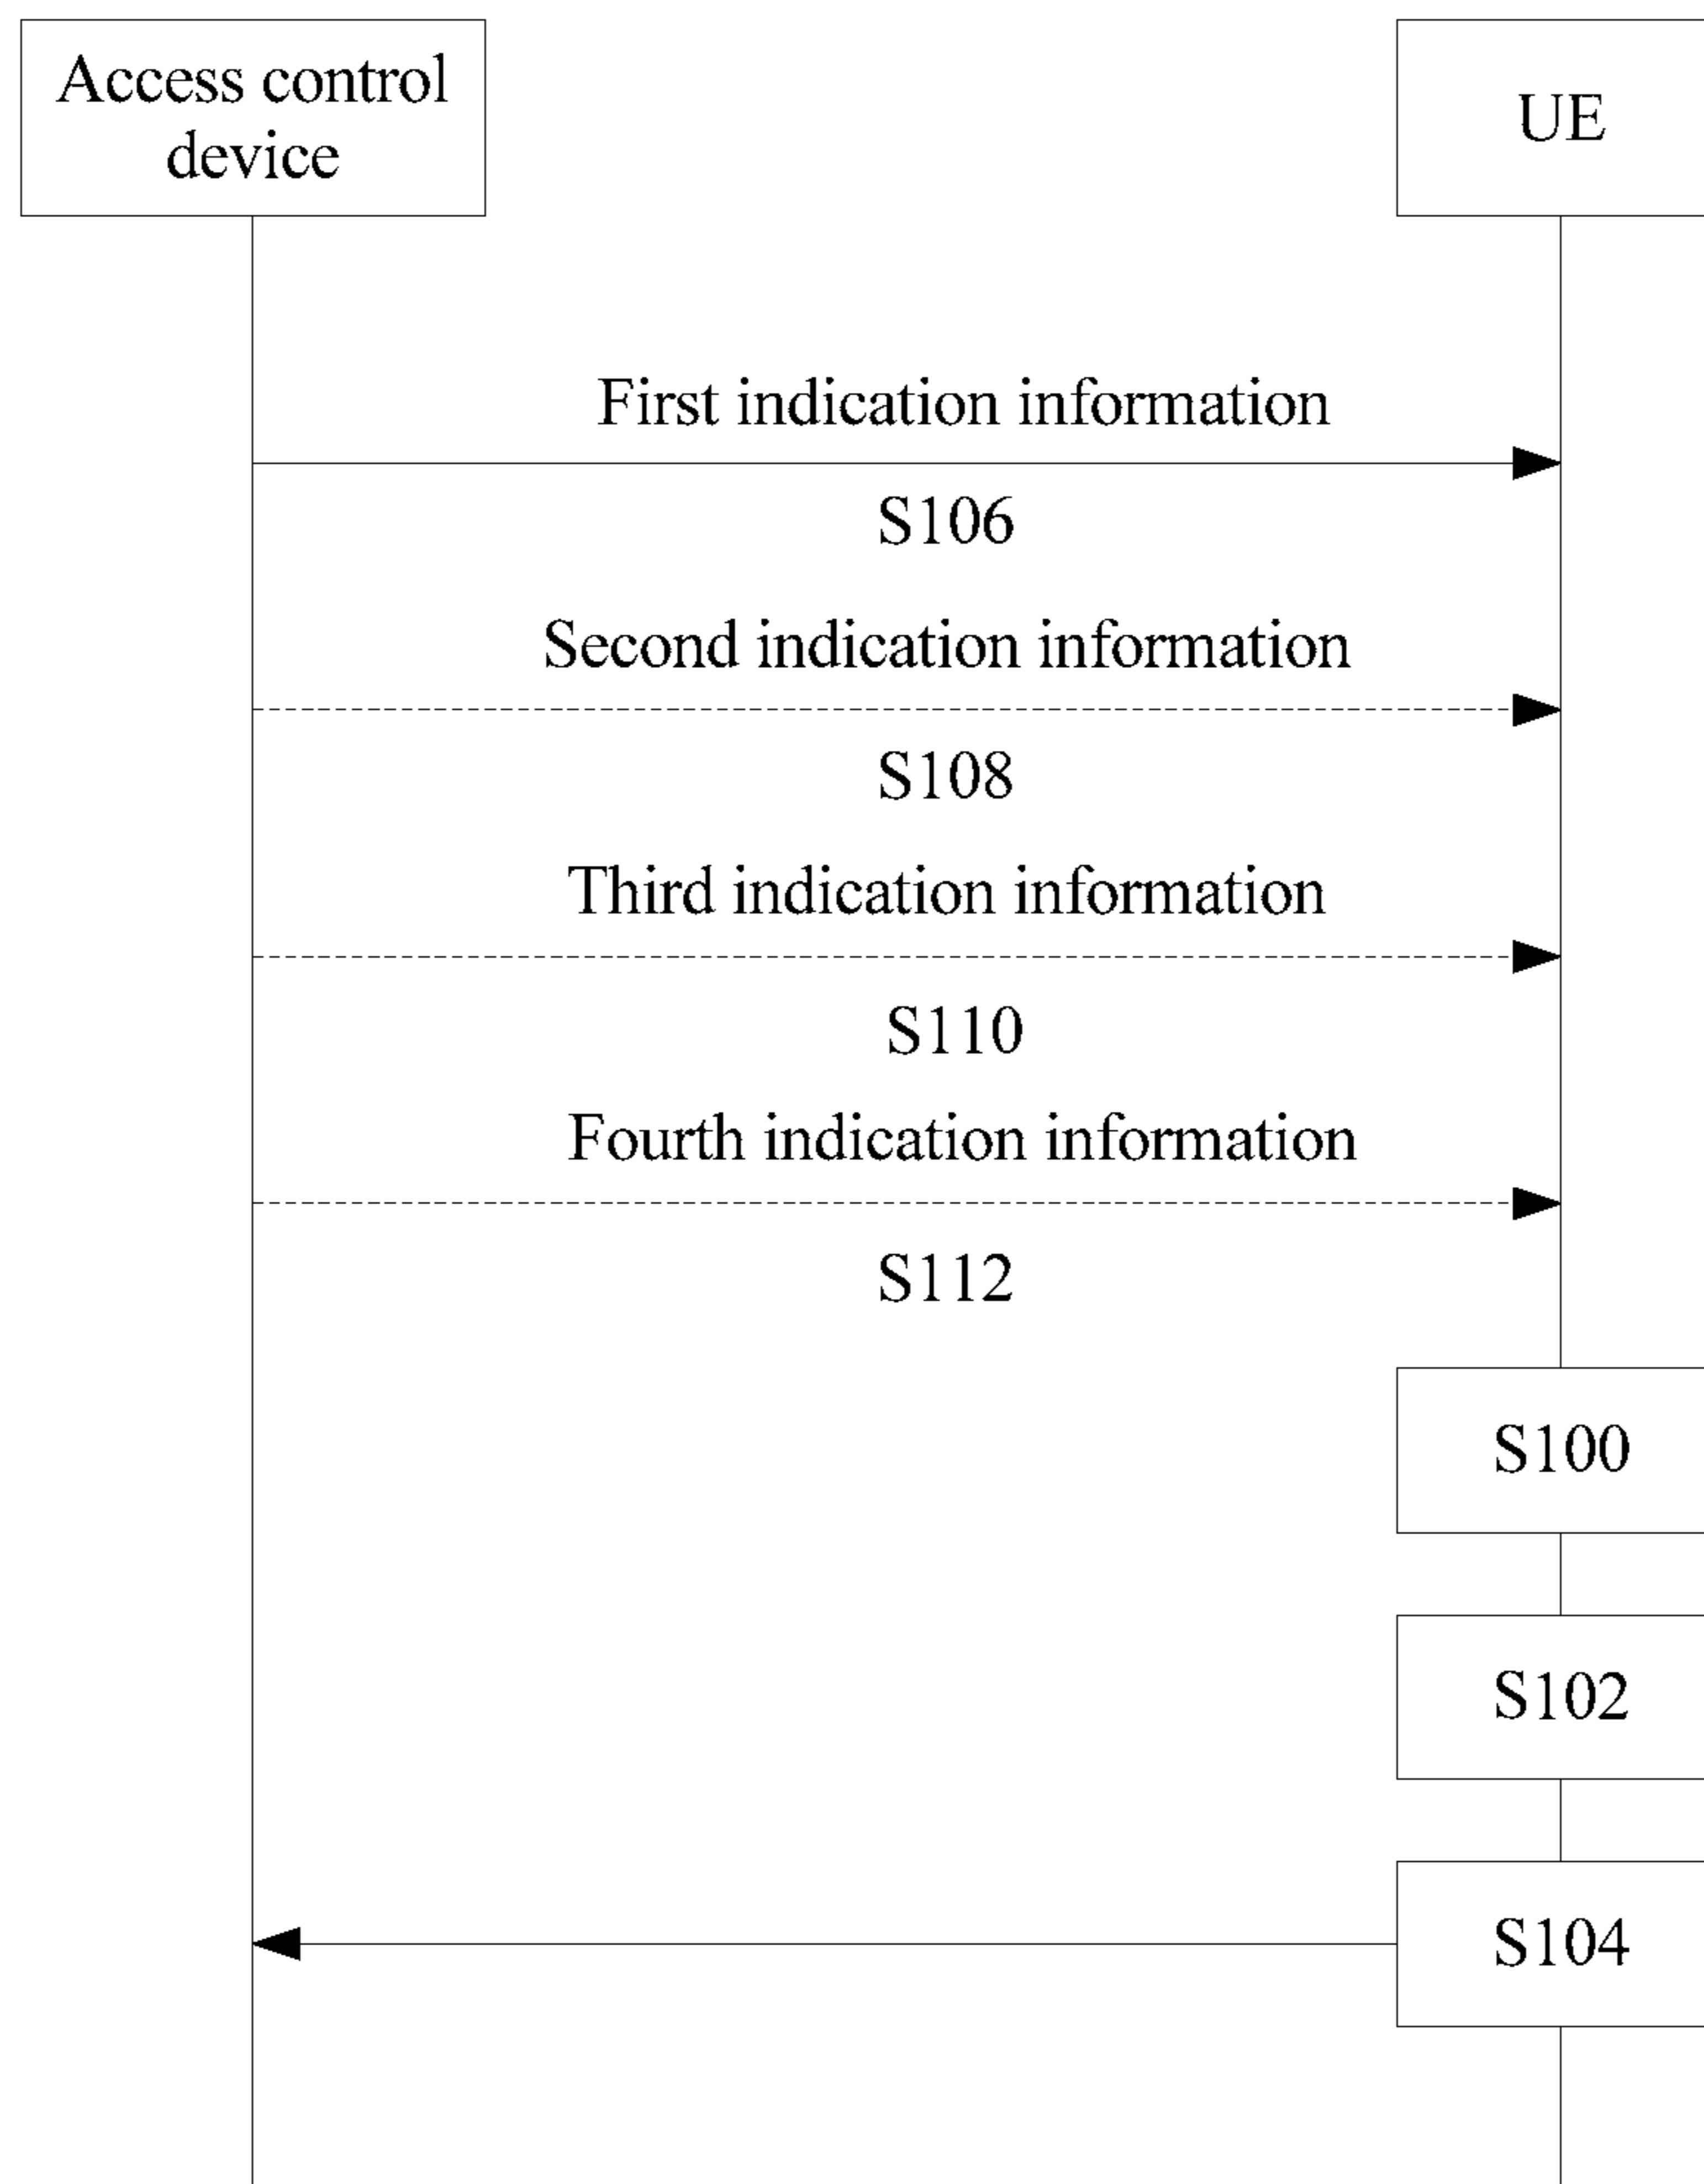 Access control
device
UE
First indication information
S106
Second indication information
S108
Third indication information
S110
Fourth indication information
S112
S100
S102
S104